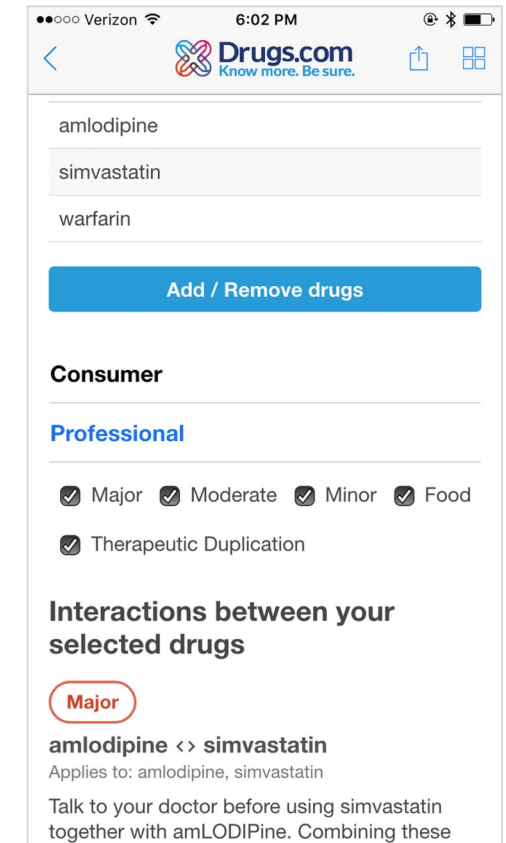 Verizon 6:02 PM
Drugs.com
Know more. Be sure.
amlodipine
simvastatin
warfarin
Add / Remove drugs
Consumer
Professional
Major Moderate Minor Food
Therapeutic Duplication
Interactions between your
selected drugs
Major
amlodipine <> simvastatin
Applies to: amlodipine, simvastatin
Talk to your doctor before using simvastatin
together with amLODIPine. Combining these